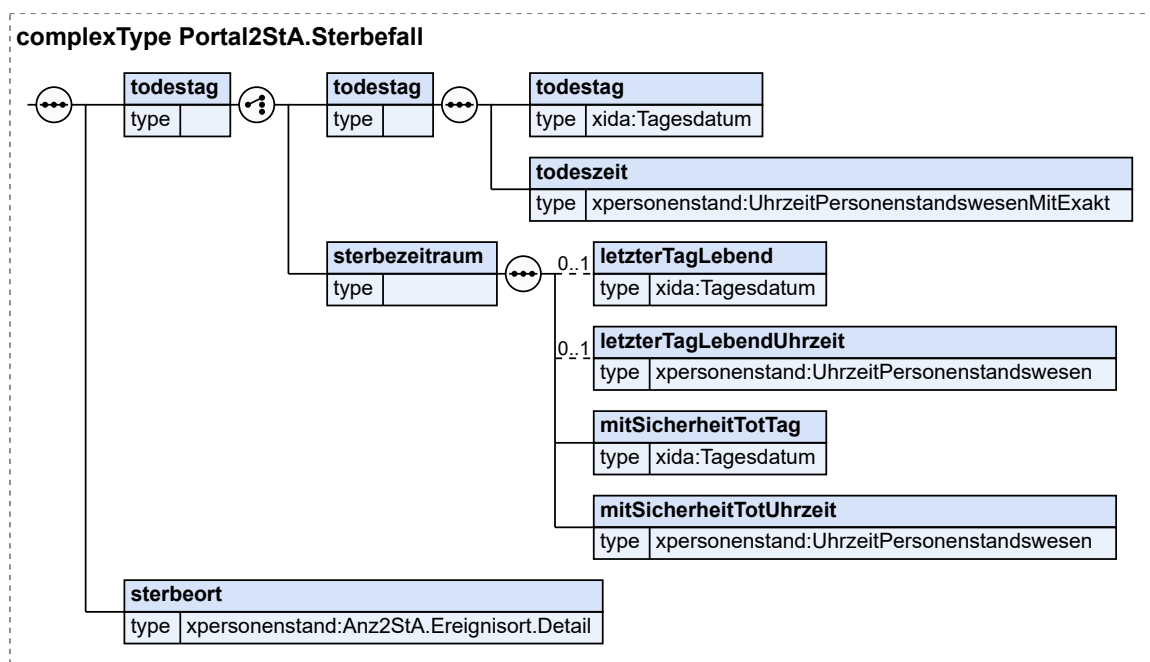 complexType Portal2StA.Sterbefall
todestag
type
todestag
type
todestag
type xida:Tagesdatum
todeszeit
type xpersonenstand:UhrzeitPersonenstandswesenMitExakt
sterbezeitraum
type
0..1
letzterTagLebend
type xida:Tagesdatum
0..1
letzterTagLebendUhrzeit
type xpersonenstand:UhrzeitPersonenstandswesen
mitSicherheitTotTag
type xida:Tagesdatum
mitSicherheitTotUhrzeit
type xpersonenstand:UhrzeitPersonenstandswesen
sterbeort
type xpersonenstand:Anz2StA.Ereignisort.Detail